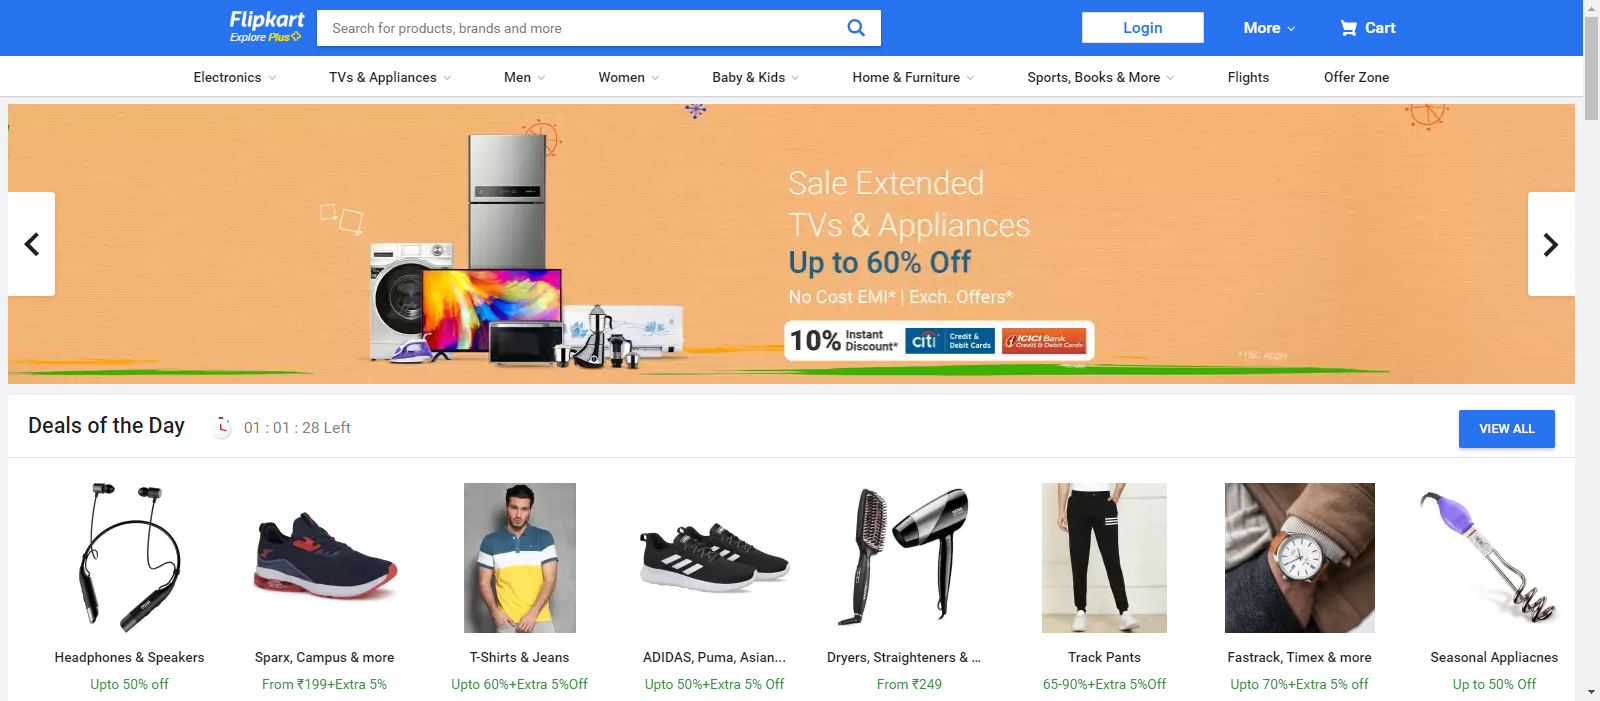 Flipkart
Explore Plus
Search for products, brands and more
Login
More
Cart
Electronics
TVs & Appliances
Men
Women
Baby & Kids
Home & Furniture
Sports, Books & More
Flights
Offer Zone
Sale Extended
TVs & Appliances
Up to 60% Off
No Cost EMI* | Exch. Offers*
10% Instant Discount*
citi Credit & Debit Cards
ICICI Bank Credit & Debit Cards
*T&C Apply
*T&C Apply
Deals of the Day
01 : 01 : 28 Left
VIEW ALL
Headphones & Speakers
Upto 50% off
Sparx, Campus & more
From ₹199+Extra 5%
T-Shirts & Jeans
Upto 60%+Extra 5%Off
ADIDAS, Puma, Asian...
Upto 50%+Extra 5% Off
Dryers, Straighteners & ...
From ₹249
Track Pants
65-90%+Extra 5%Off
Fastrack, Timex & more
Upto 70%+Extra 5% off
Seasonal Appliacnes
Up to 50% Off